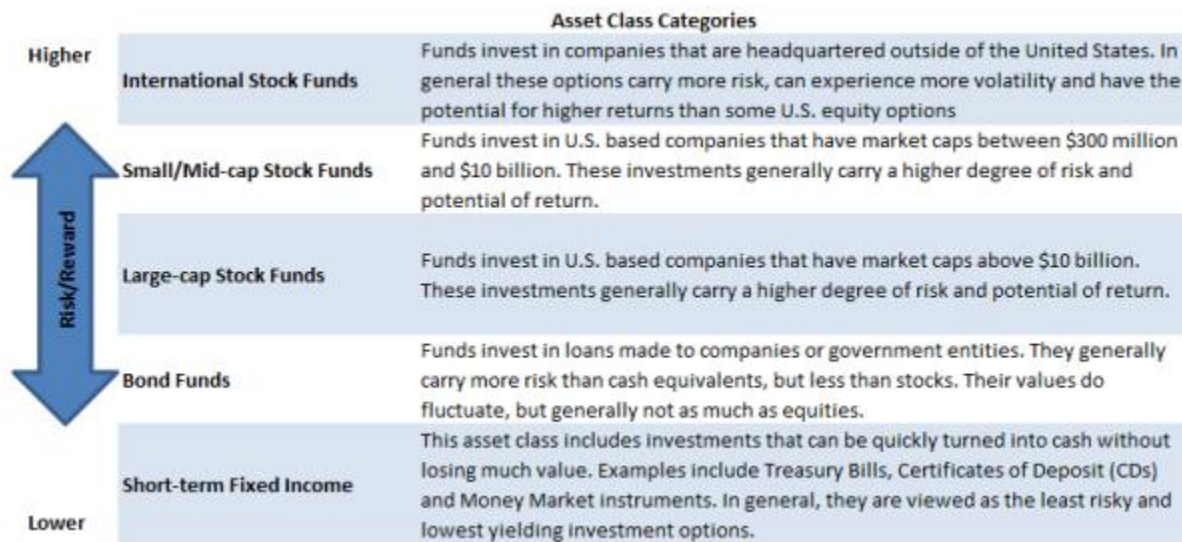 Asset Class Categories
Higher
International Stock Funds
Funds invest in companies that are headquartered outside of the United States. In
general these options carry more risk, can experience more volatility and have the
potential for higher returns than some U.S. equity options
Small/Mid-cap Stock Funds
Funds invest in U.S. based companies that have market caps between $300 million
and $10 billion. These investments generally carry a higher degree of risk and
potential of return.
Risk/Reward
Large-cap Stock Funds
Funds invest in U.S. based companies that have market caps above $10 billion.
These investments generally carry a higher degree of risk and potential of return.
Bond Funds
Funds invest in loans made to companies or government entities. They generally
carry more risk than cash equivalents, but less than stocks. Their values do
fluctuate, but generally not as much as equities.
Short-term Fixed Income
This asset class includes investments that can be quickly turned into cash without
losing much value. Examples include Treasury Bills, Certificates of Deposit (CDs)
and Money Market instruments. In general, they are viewed as the least risky and
lowest yielding investment options.
Lower